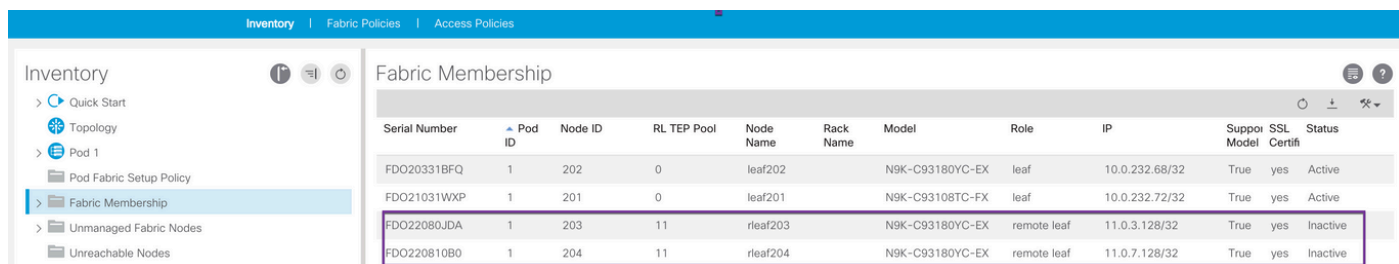 Inventory | Fabric Policies | Access Policies
Inventory
Quick Start
Topology
Pod 1
Pod Fabric Setup Policy
Fabric Membership
Unmanaged Fabric Nodes
Unreachable Nodes
Fabric Membership
Serial Number Pod ID Node ID RL TEP Pool Node Name Rack Name Model Role IP Suppor Model SSL Certifi Status
FDO20331BFQ 1 202 0 leaf202 N9K-C93180YC-EX leaf 10.0.232.68/32 True yes Active
FDO21031WXP 1 201 0 leaf201 N9K-C93108TC-FX leaf 10.0.232.72/32 True yes Active
FDO22080JDA 1 203 11 rleaf203 N9K-C93180YC-EX remote leaf 11.0.3.128/32 True yes Inactive
FDO220810B0 1 204 11 rleaf204 N9K-C93180YC-EX remote leaf 11.0.7.128/32 True yes Inactive